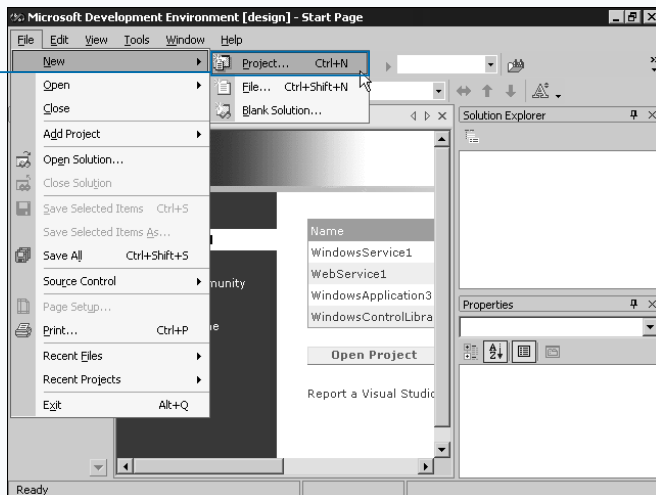 Microsoft Development Environment [design] - Start Page
File Edit View Tools Window Help
New
Project... Ctrl+N
Open
File... Ctrl+Shift+N
Close
Blank Solution...
Solution Explorer
Add Project
Open Solution...
Close Solution
Save Selected Items Ctrl+S
Save Selected Items As...
Name
Save All Ctrl+Shift+S
WindowsService1
WebService1
Source Control
munity
WindowsApplication3
Page Setup...
Properties
WindowsControlLibra
Print... Ctrl+P
Recent Files
Open Project
Recent Projects
Report a Visual Studio
Exit Alt+Q
Ready